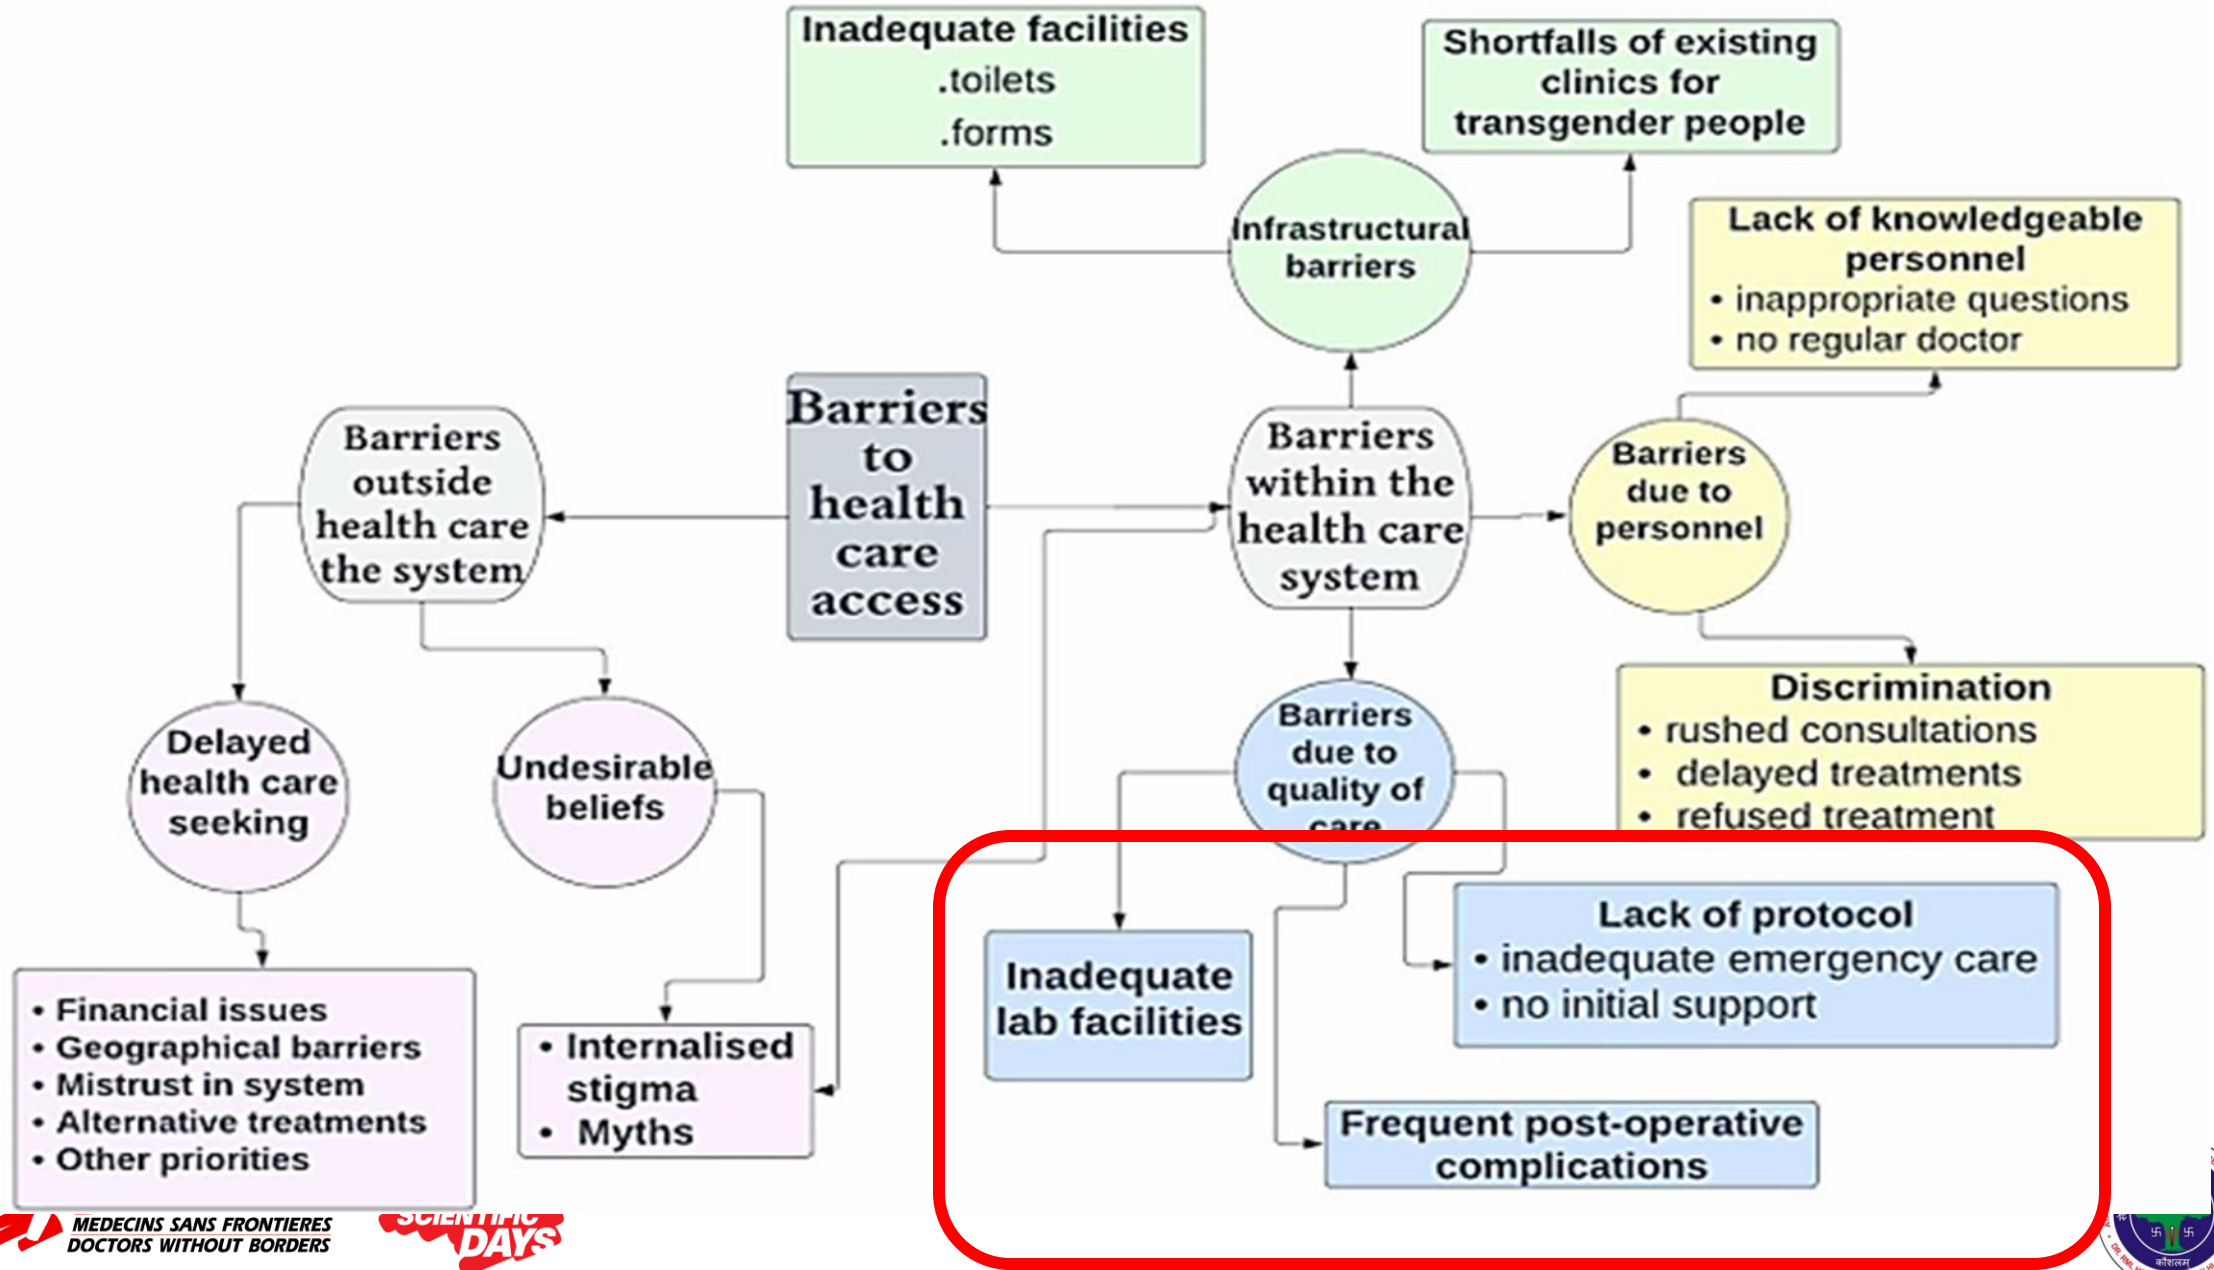 Inadequate facilities
.toilets
.forms
Shortfalls of existing
clinics for
transgender people
Infrastructural
barriers
Lack of knowledgeable
personnel
• inappropriate questions
• no regular doctor
Barriers
outside
health care
the system
Barriers
to
health
care
access
Barriers
within the
health care
system
Barriers
due to
personnel
Delayed
health care
seeking
Undesirable
beliefs
Barriers
due to
quality of
care
Discrimination
• rushed consultations
• delayed treatments
• refused treatment
• Financial issues
• Geographical barriers
• Mistrust in system
• Alternative treatments
• Other priorities
• Internalised
stigma
• Myths
Inadequate
lab facilities
Lack of protocol
• inadequate emergency care
• no initial support
Frequent post-operative
complications
MEDECINS SANS FRONTIERES
DOCTORS WITHOUT BORDERS
SCIENTIFIC
DAYS